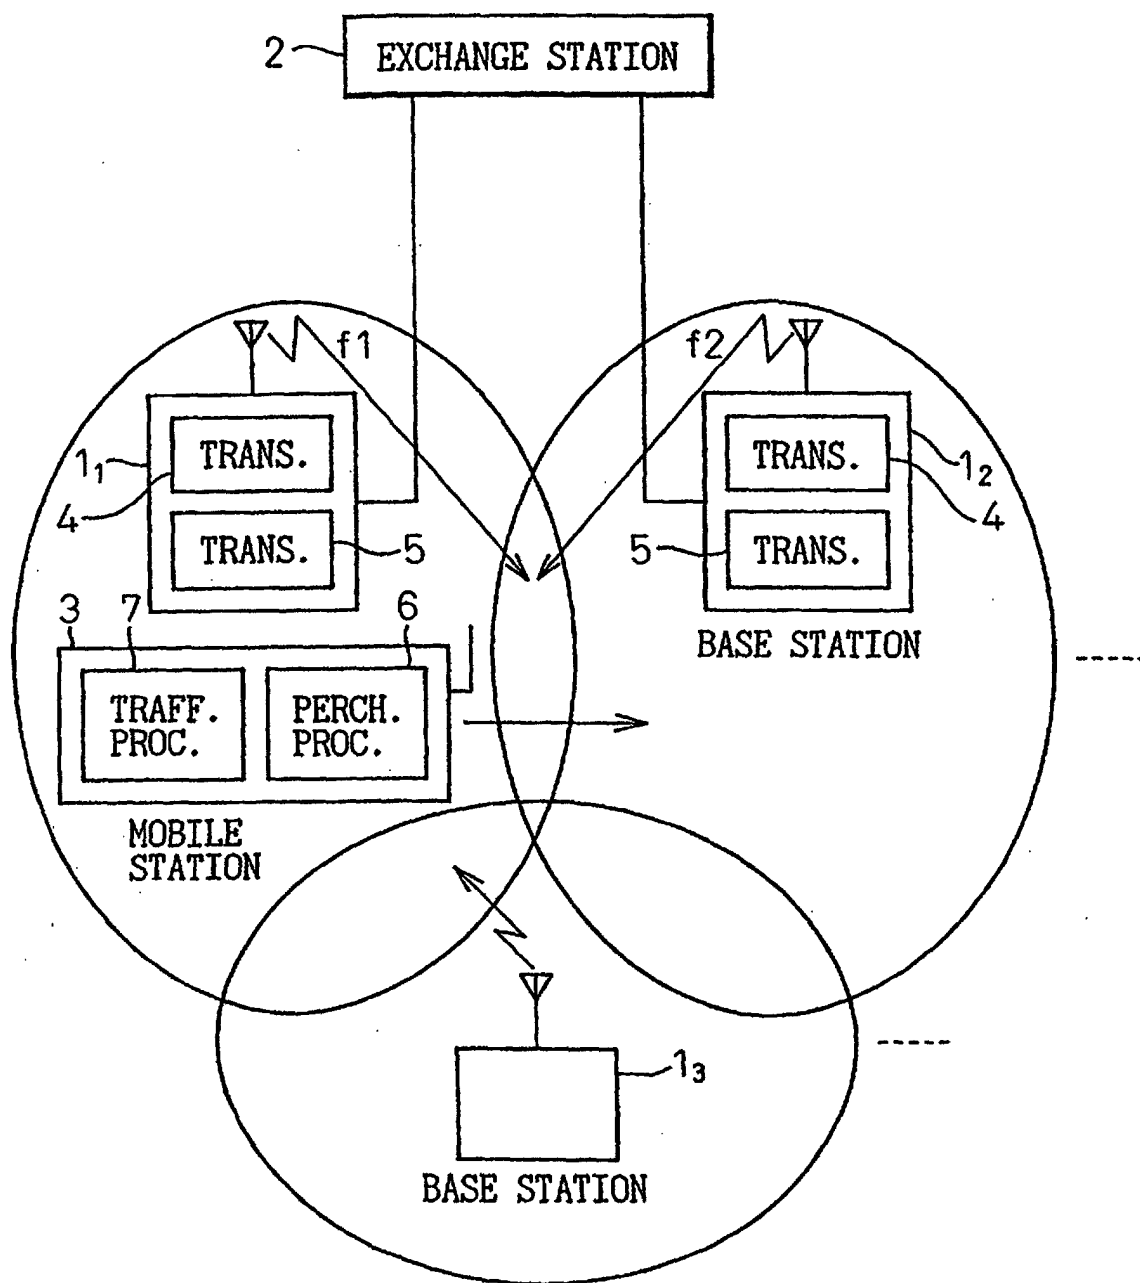 2
EXCHANGE STATION
f1
f2
1₁
TRANS.
4
TRANS.
5
TRANS.
1₂
4
5
TRANS.
BASE STATION
3
7
6
TRAFF.
PROC.
PERCH.
PROC.
MOBILE
STATION
1₃
BASE STATION